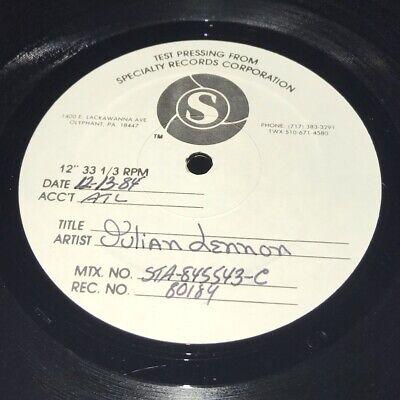 TEST PRESSING FROM
SPECIALTY RECORDS CORPORATION
S
TM
1400 E. LACKAWANNA AVE.
OLYPHANT, PA. 18447
PHONE: (717) 383-3291
TWX 510-671-4580
12" 33 1/3 RPM
DATE 12-13-84
ACC'T ATL
TITLE
ARTIST Julian Lennon
MTX. NO. STA-845543-C
REC. NO. 80184